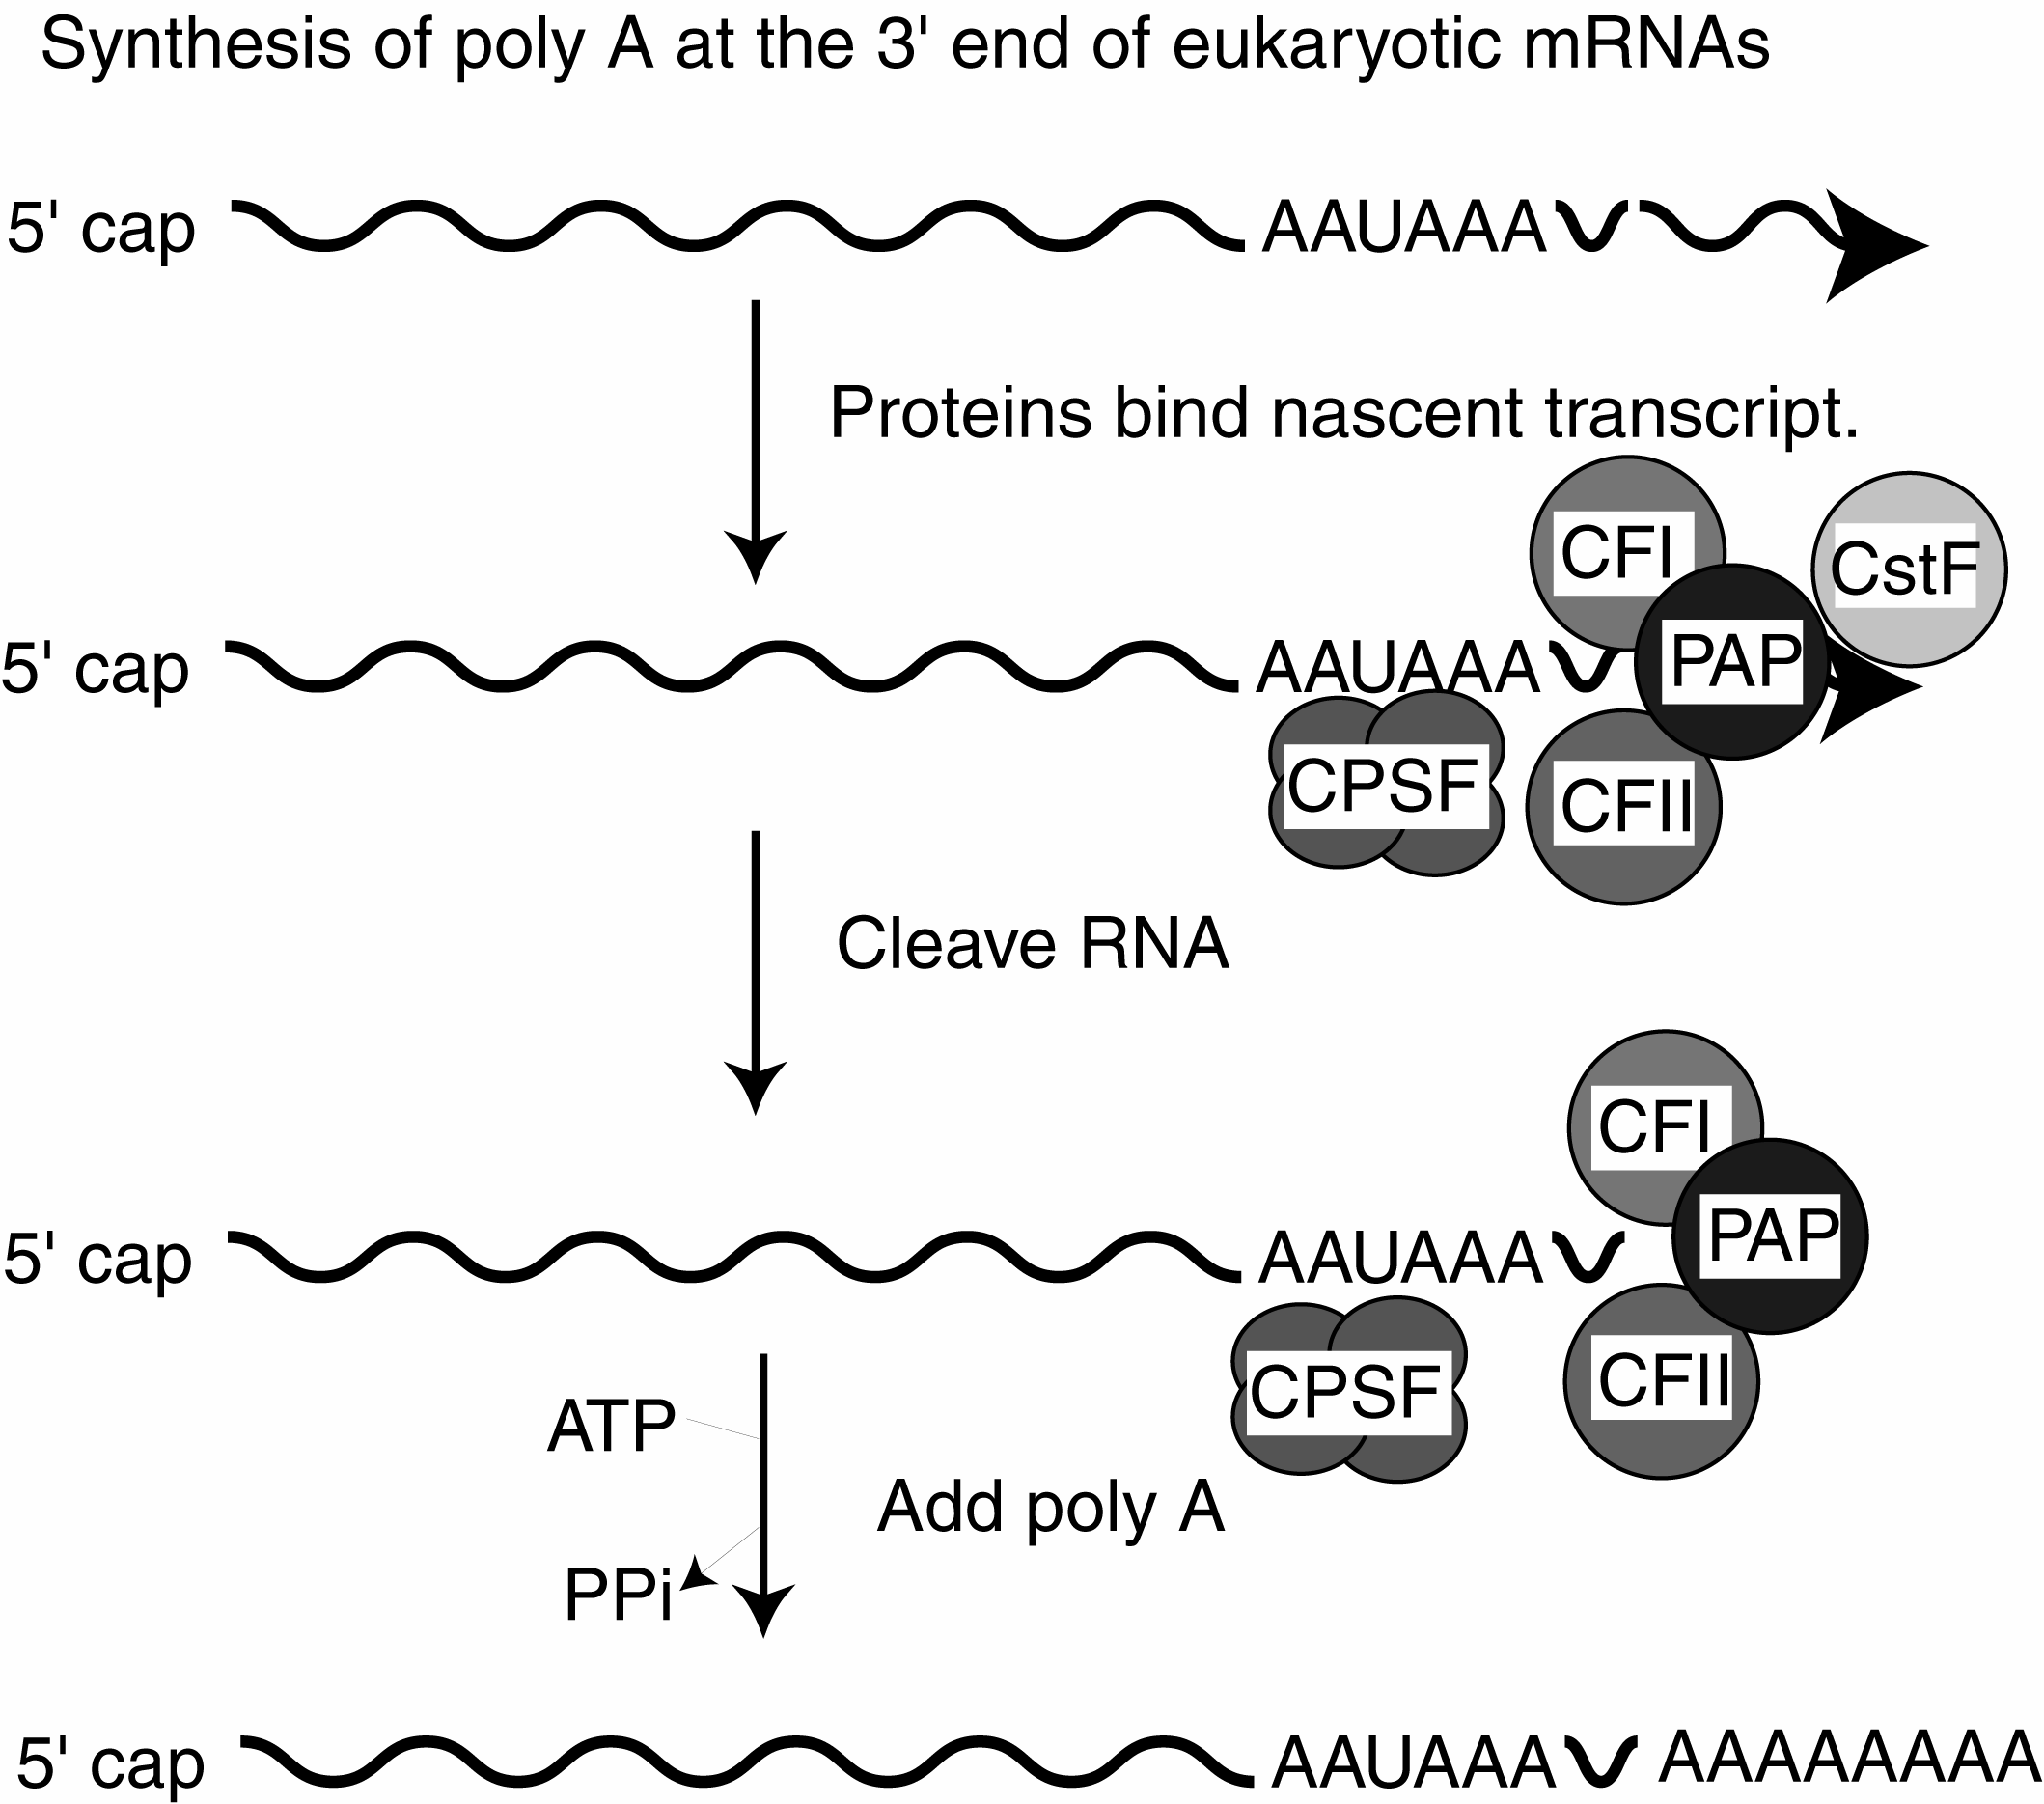 Synthesis of poly A at the 3' end of eukaryotic mRNAs
5' cap AAUAAA
Proteins bind nascent transcript.
CFI
CstF
5' cap AAUAAA PAP
CPSF
CFII
Cleave RNA
CFI
5' cap AAUAAA PAP
CPSF
CFII
ATP
Add poly A
PPi
5' cap AAUAAA AAAAAAAA